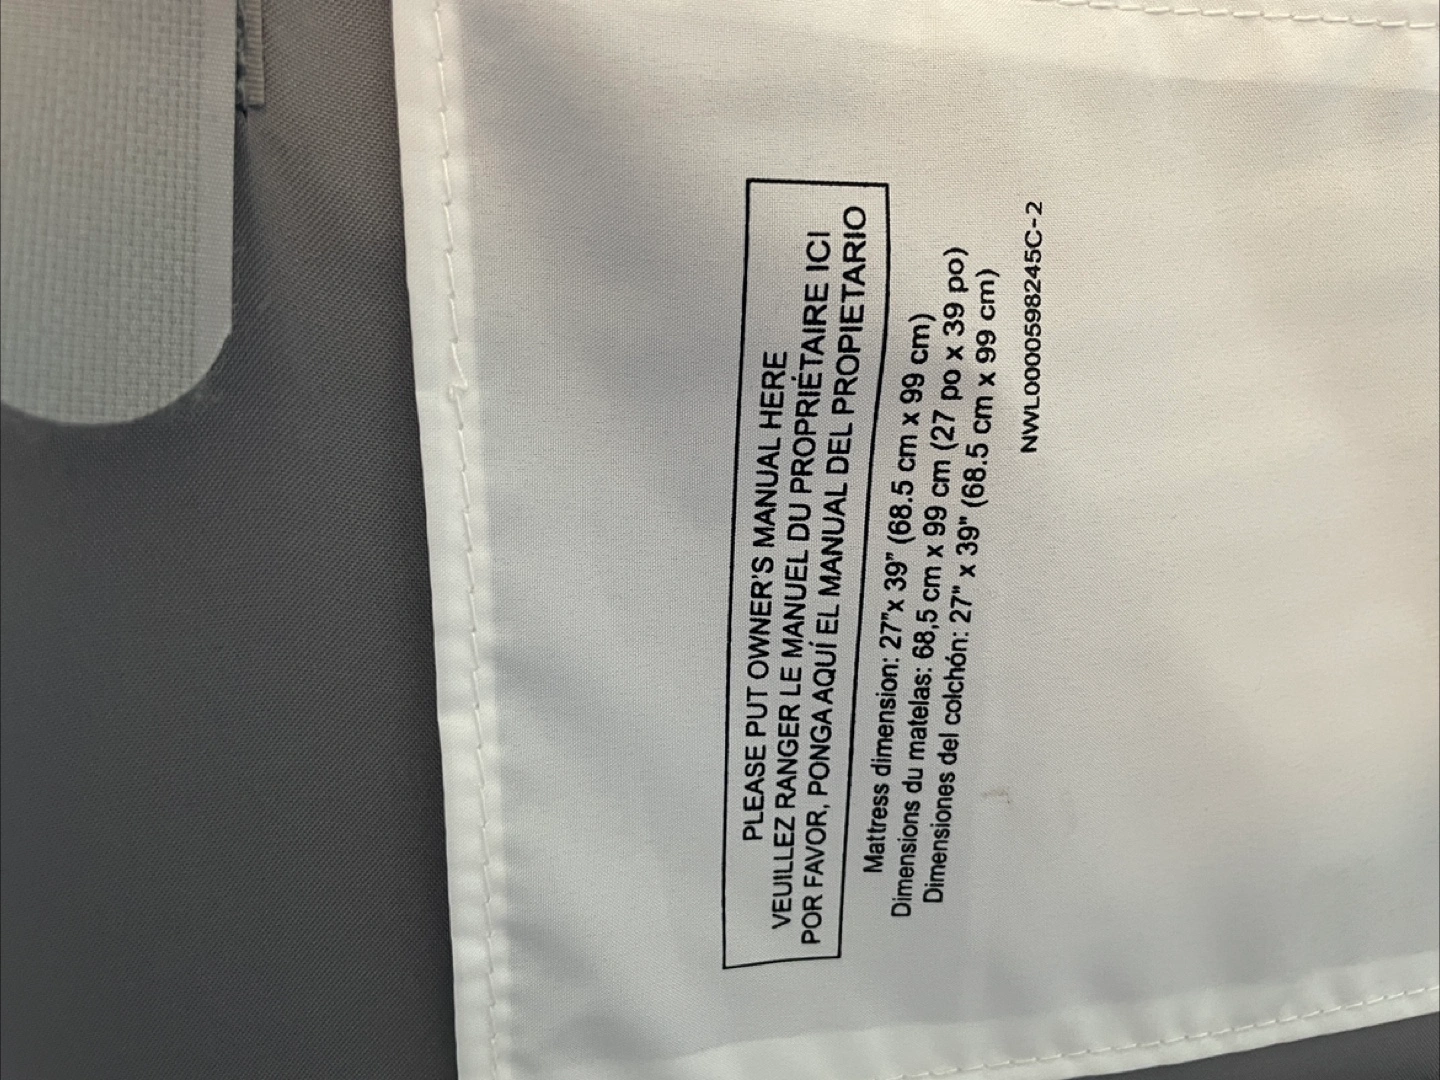 PLEASE PUT OWNER'S MANUAL HERE
VEUILLEZ RANGER LE MANUEL DU PROPRIÉTAIRE ICI
POR FAVOR, PONGA AQUÍ EL MANUAL DEL PROPIETARIO
Mattress dimension: 27"x 39" (68.5 cm x 99 cm)
Dimensions du matelas: 68,5 cm x 99 cm (27 po x 39 po)
Dimensiones del colchón: 27" x 39" (68.5 cm x 99 cm)
NWL0000598245C-2